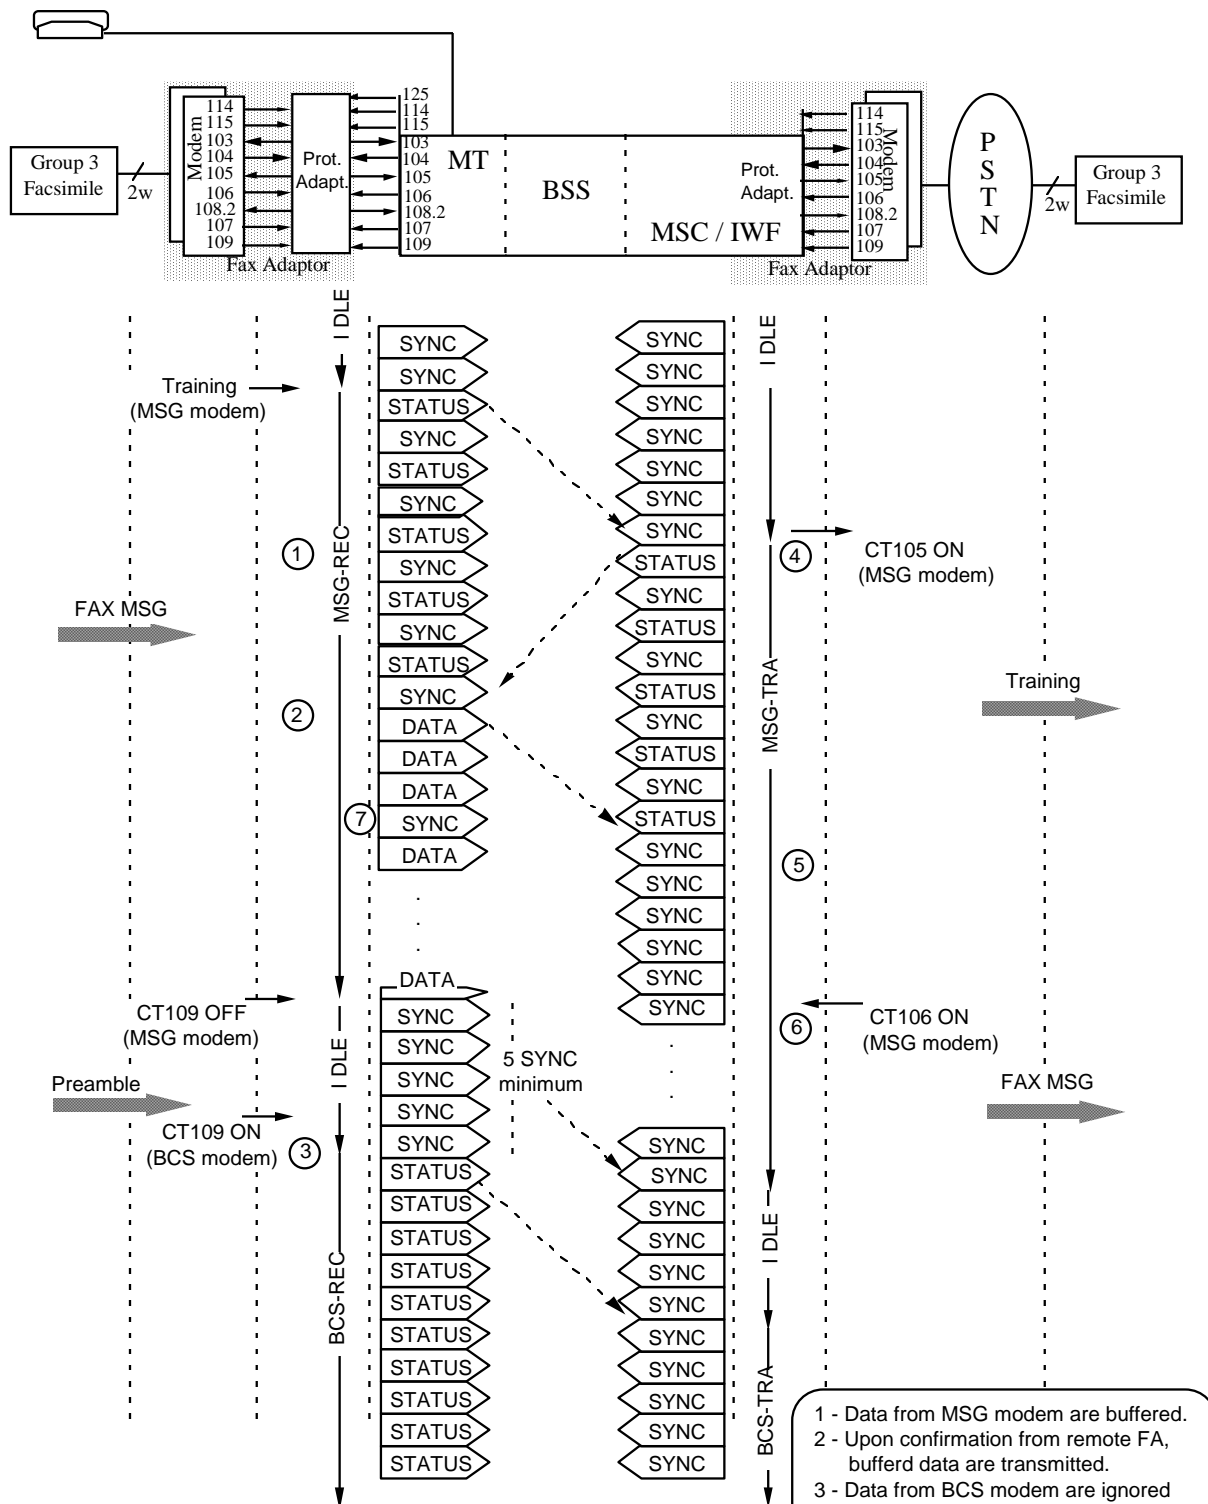 125
114
115
103
104
105
106
108.2
107
109
114
115
103
104
105
106
108.2
107
109
Modem
Group 3
Facsimile
2w
Prot.
Adapt.
Fax Adaptor
MT
BSS
Prot.
Adapt.
MSC / IWF
114
115
103
104
105
106
108.2
107
109
Modem
Fax Adaptor
P
S
T
N
2w
Group 3
Facsimile
I DLE
I DLE
SYNC
SYNC
STATUS
SYNC
STATUS
SYNC
STATUS
SYNC
STATUS
SYNC
STATUS
SYNC
DATA
DATA
DATA
SYNC
DATA
.
.
.
DATA
SYNC
SYNC
SYNC
SYNC
SYNC
STATUS
STATUS
STATUS
STATUS
STATUS
STATUS
STATUS
STATUS
STATUS
STATUS
SYNC
SYNC
SYNC
SYNC
SYNC
SYNC
SYNC
STATUS
SYNC
STATUS
SYNC
STATUS
SYNC
STATUS
SYNC
STATUS
SYNC
SYNC
SYNC
SYNC
SYNC
SYNC
.
.
.
SYNC
SYNC
SYNC
SYNC
SYNC
SYNC
SYNC
SYNC
SYNC
SYNC
SYNC
Training
(MSG modem)
1
MSG-REC
FAX MSG
2
7
CT109 OFF
(MSG modem)
I DLE
5 SYNC
minimum
Preamble
CT109 ON
(BCS modem)
3
BCS-REC
4
CT105 ON
(MSG modem)
MSG-TRA
Training
5
6
CT106 ON
(MSG modem)
FAX MSG
I DLE
BCS-TRA
1 - Data from MSG modem are buffered.
2 - Upon confirmation from remote FA,
bufferd data are transmitted.
3 - Data from BCS modem are ignored